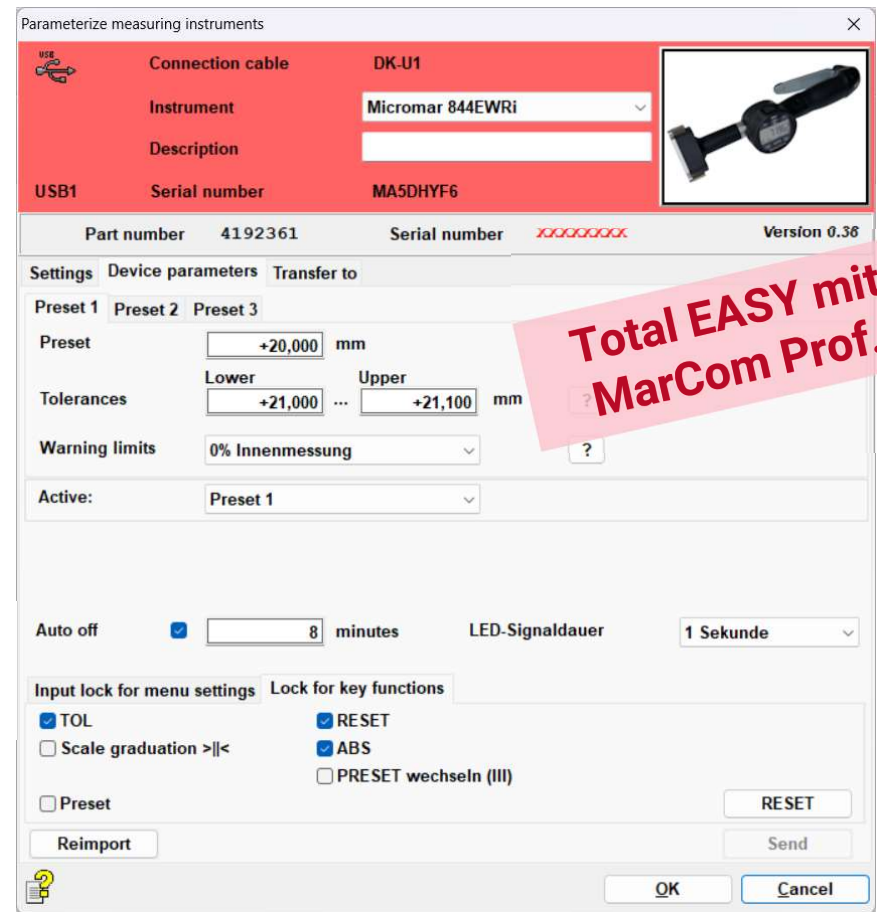 Parameterize measuring instruments
USB
Connection cable DK-U1
Instrument Micromar 844EWRi
Description
USB1 Serial number MA5DHYF6
Part number 4192361 Serial number xxxxxxxxx Version 0.38
Settings Device parameters Transfer to
Total EASY mit
MarCom Prof.
Preset 1 Preset 2 Preset 3
Preset +20,000 mm
Lower Upper
Tolerances +21,000 ... +21,100 mm ?
Warning limits 0% Innenmessung ?
Active: Preset 1
Auto off 8 minutes LED-Signaldauer 1 Sekunde
Input lock for menu settings Lock for key functions
TOL RESET
Scale graduation >||< ABS
PRESET wechseln (III)
Preset RESET
Reimport Send
? OK Cancel